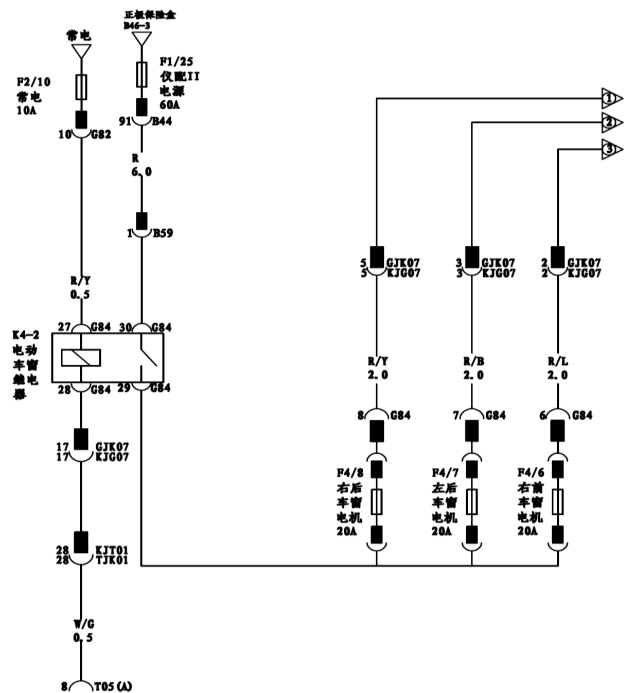 正极保险盒
B46-3
常电
F2/10
常电
10A
F1/25
仪配II
电源
60A
91 B44
10 G82
R
6.0
1 B59
R/Y
0.5
27 G84 30 G84
K4-2
电动
车窗
继电
器
28 G84 29 G84
17 GJK07
17 KJG07
28 KJT01
28 TJK01
W/G
0.5
8 T05(A)
1
2
3
5 GJK07
5 KJG07
3 GJK07
3 KJG07
2 GJK07
2 KJG07
R/Y
2.0
R/B
2.0
R/L
2.0
8 G84
7 G84
6 G84
F4/8
右后
车窗
电机
20A
F4/7
左后
车窗
电机
20A
F4/6
右前
车窗
电机
20A